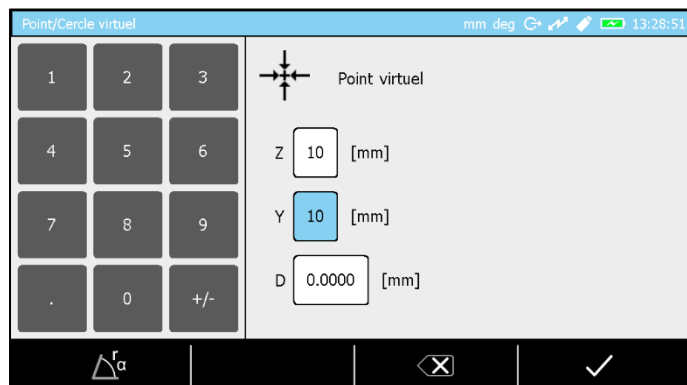 Point/Cercle virtuel mm deg 13:28:51
1 2 3
4 5 6
7 8 9
. 0 +/-
Point virtuel
Z 10 [mm]
Y 10 [mm]
D 0.0000 [mm]
r
α